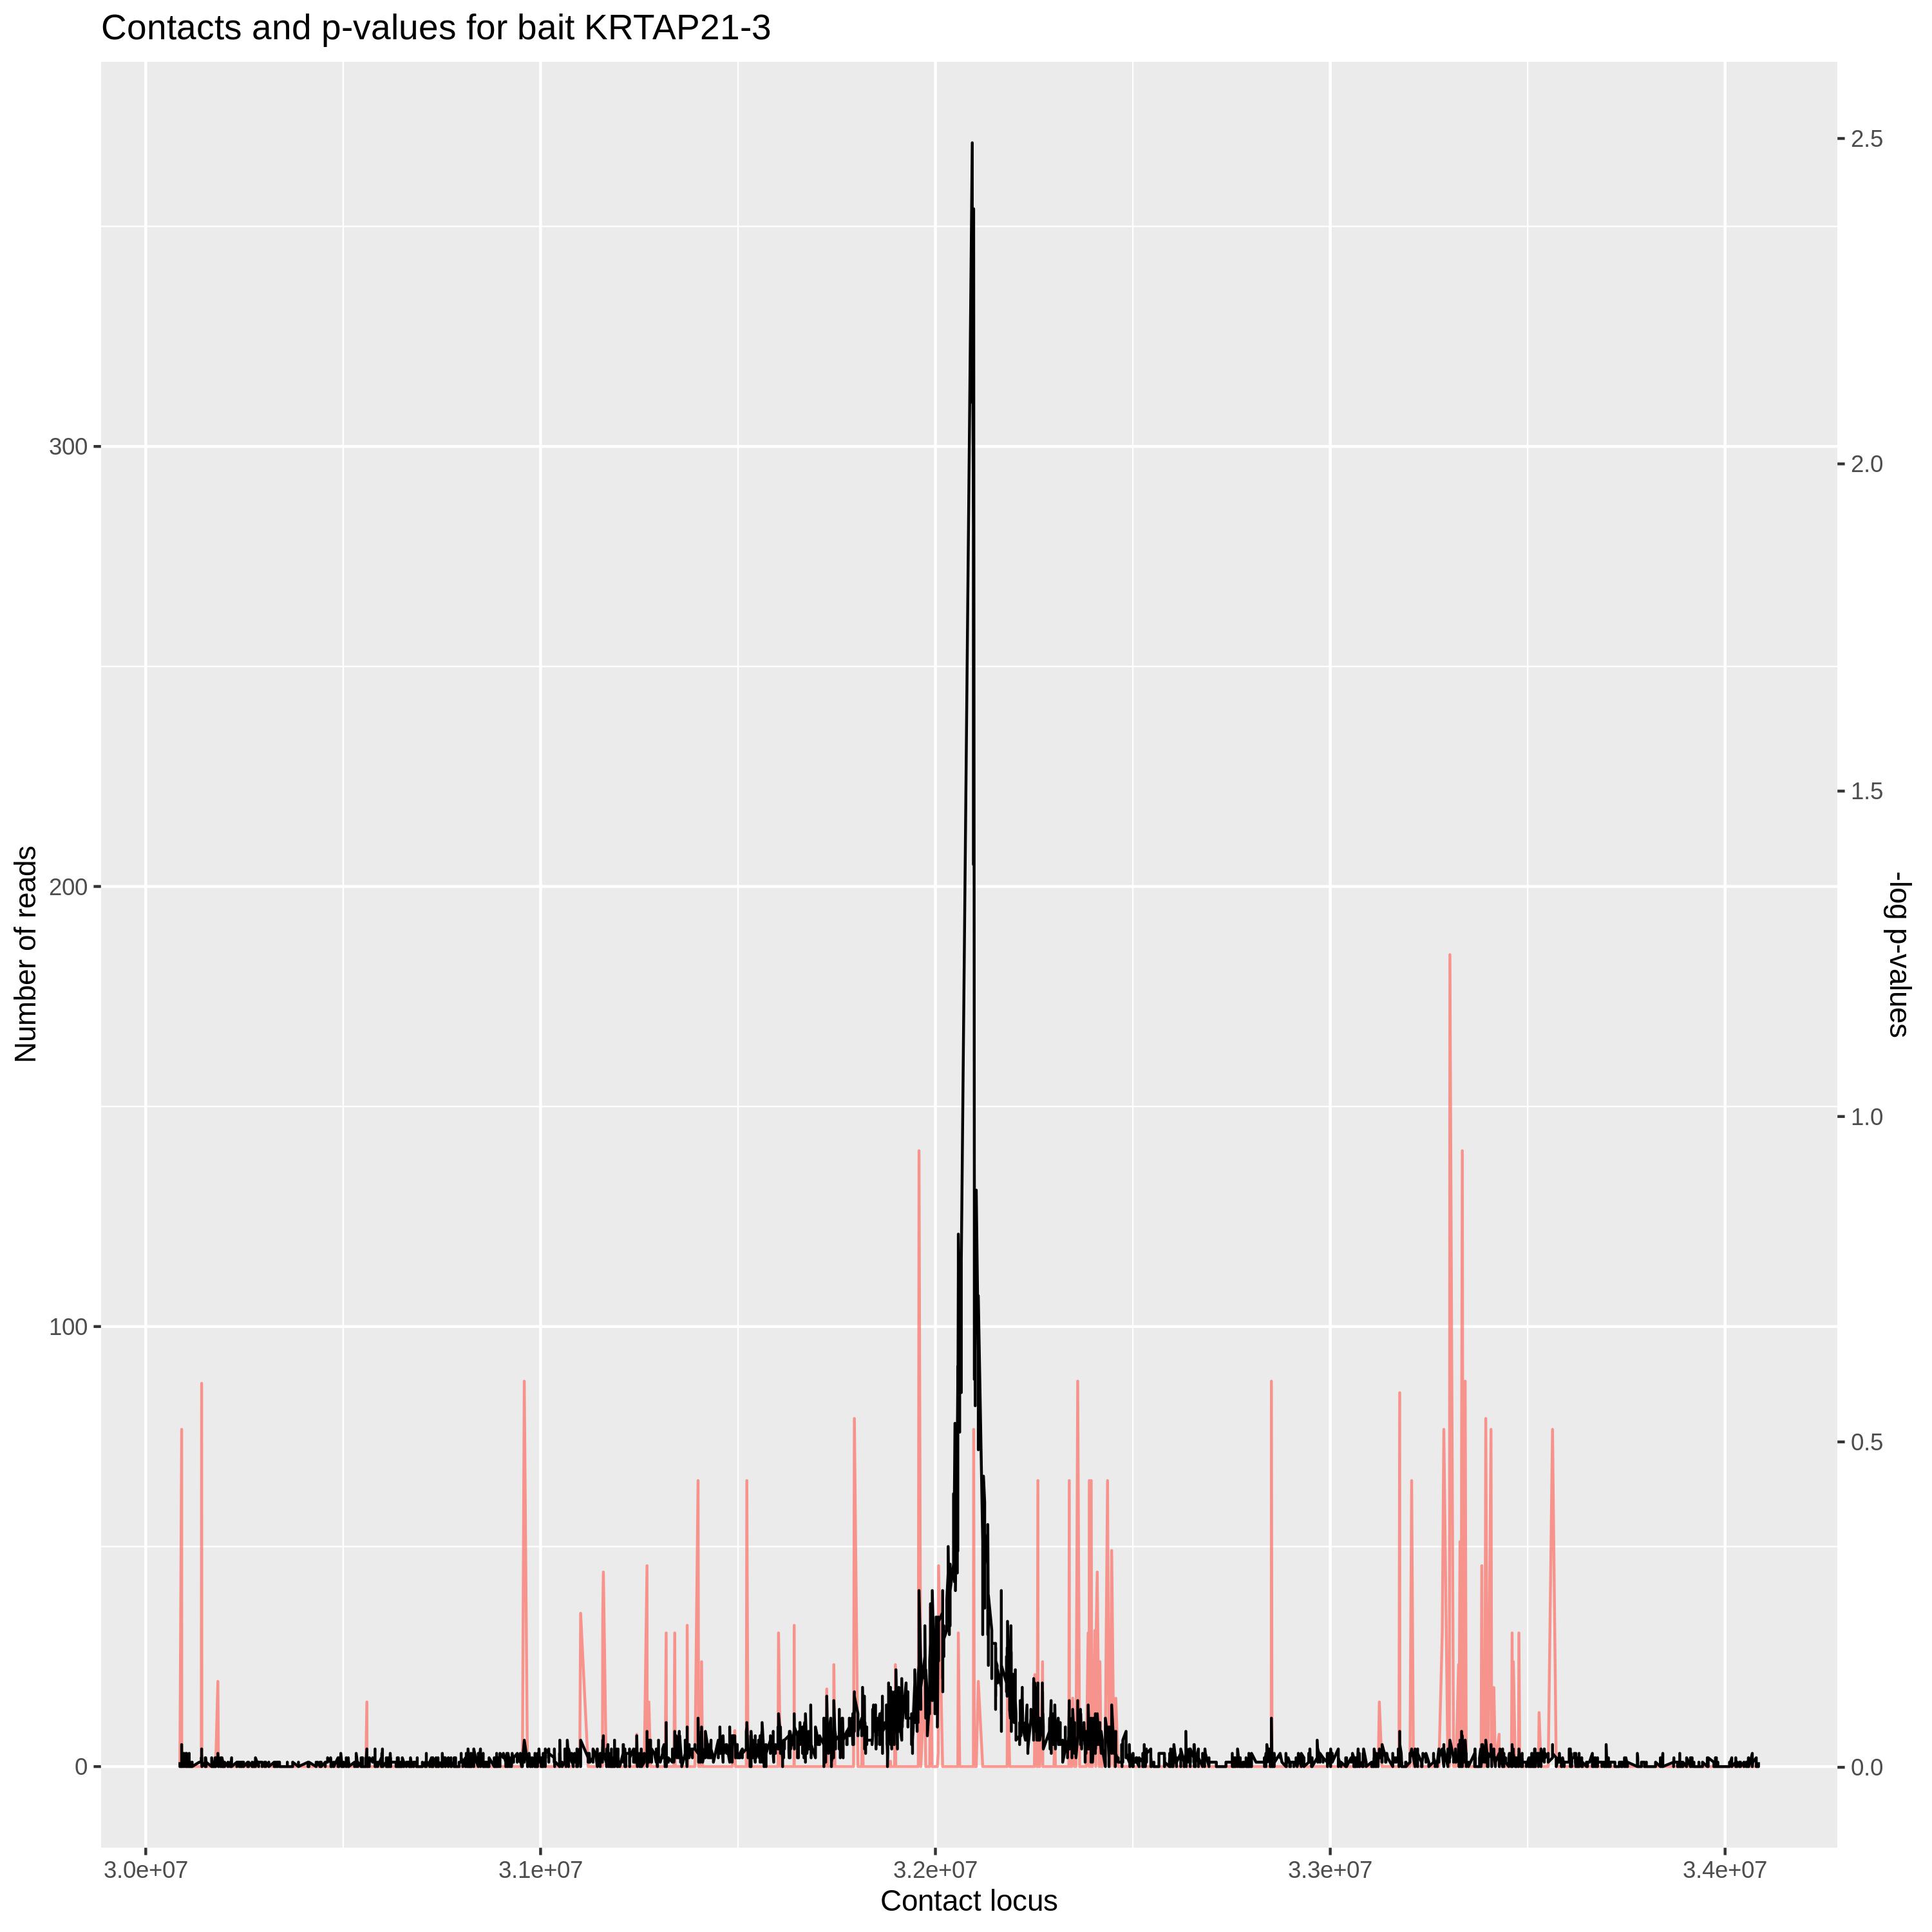 Contacts and p-values for bait KRTAP21-3
Number of reads
300
200
100
0
2.5
2.0
1.5
1.0
0.5
0.0
-log p-values
3.0e+07 3.1e+07 3.2e+07 3.3e+07 3.4e+07
Contact locus